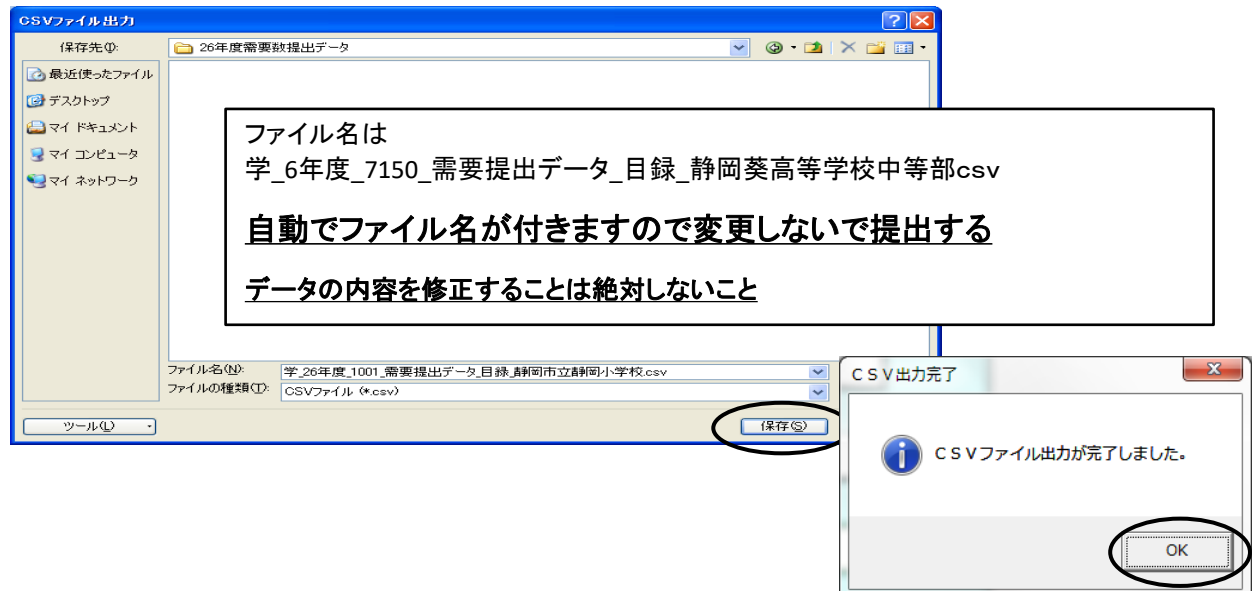 CSVファイル出力
保存先(I):
26年度需要数提出データ
最近使ったファイル
デスクトップ
マイ ドキュメント
マイ コンピュータ
マイ ネットワーク
ファイル名は
学_6年度_7150_需要提出データ_目録_静岡葵高等学校中等部csv
自動でファイル名が付きますので変更しないで提出する
データの内容を修正することは絶対しないこと
ファイル名(N):
学_26年度_1001_需要提出データ_目録_静岡市立静岡小学校.csv
ファイルの種類(T):
CSVファイル (*.csv)
ツール(L)
保存(S)
ＣＳＶ出力完了
ＣＳＶファイル出力が完了しました。
OK